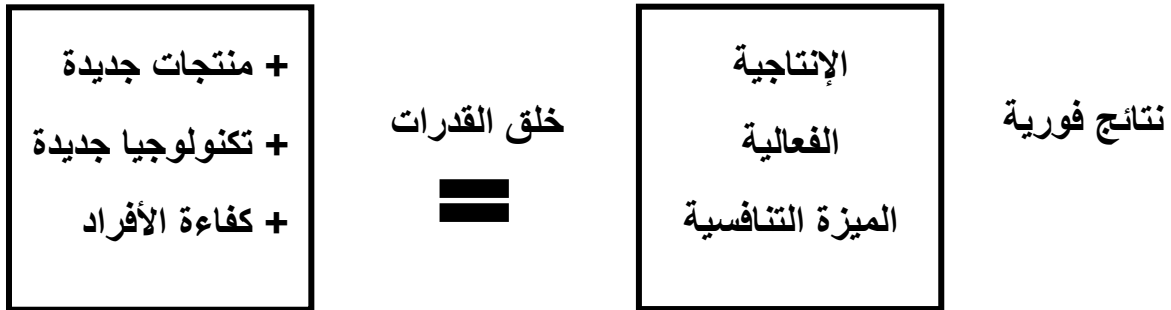 نتائج فورية
الإنتاجية
الفعالية
الميزة التنافسية
خلق القدرات
=
+ منتجات جديدة
+ تكنولوجيا جديدة
+ كفاءة الأفراد